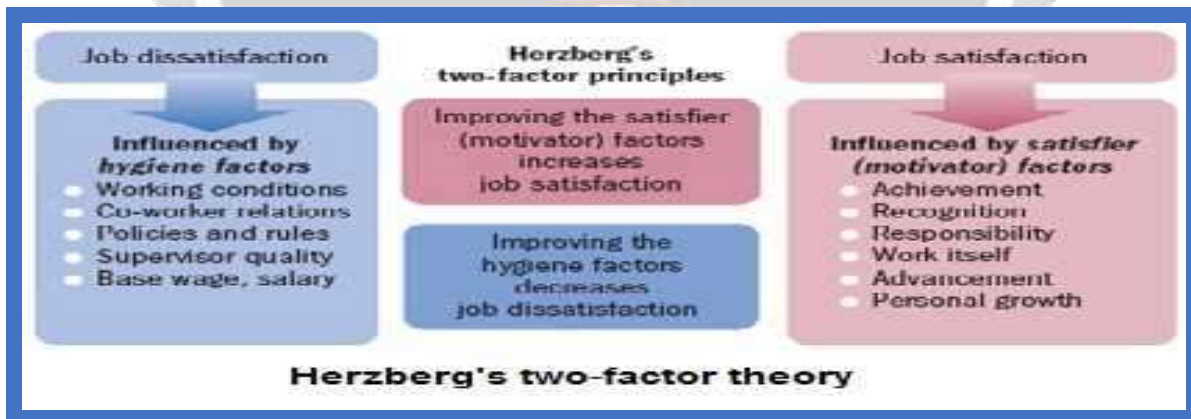 Job dissatisfaction
Influenced by
hygiene factors
Working conditions
Co-worker relations
Policies and rules
Supervisor quality
Base wage, salary
Herzberg's
two-factor principles
Improving the satisfier
(motivator) factors
increases
job satisfaction
Improving the
hygiene factors
decreases
job dissatisfaction
Job satisfaction
Influenced by satisfier
(motivator) factors
Achievement
Recognition
Responsibility
Work itself
Advancement
Personal growth
Herzberg's two-factor theory